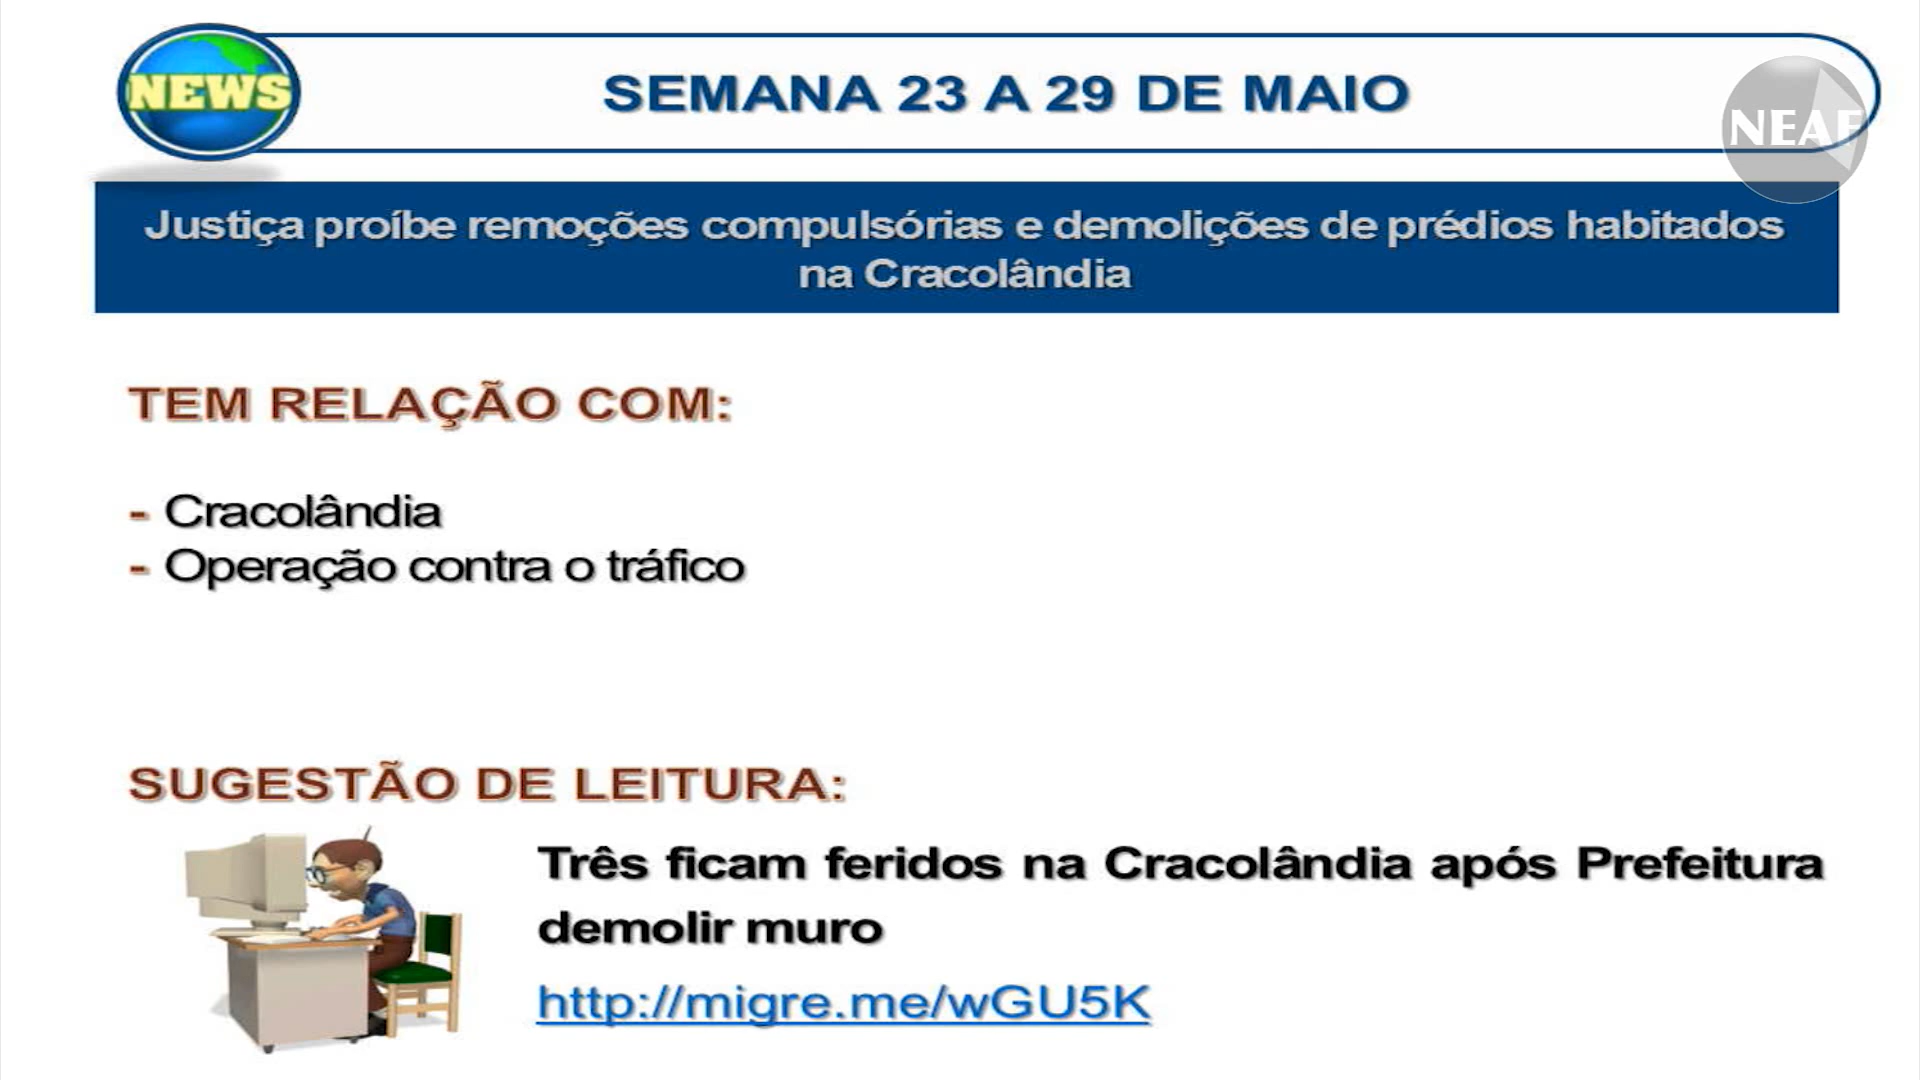 NEWS
SEMANA 23 A 29 DE MAIO
NEAF
Justiça proíbe remoções compulsórias e demolições de prédios habitados
na Cracolândia
TEM RELAÇÃO COM:
- Cracolândia
- Operação contra o tráfico
SUGESTÃO DE LEITURA:
Três ficam feridos na Cracolândia após Prefeitura
demolir muro
http://migre.me/wGU5K